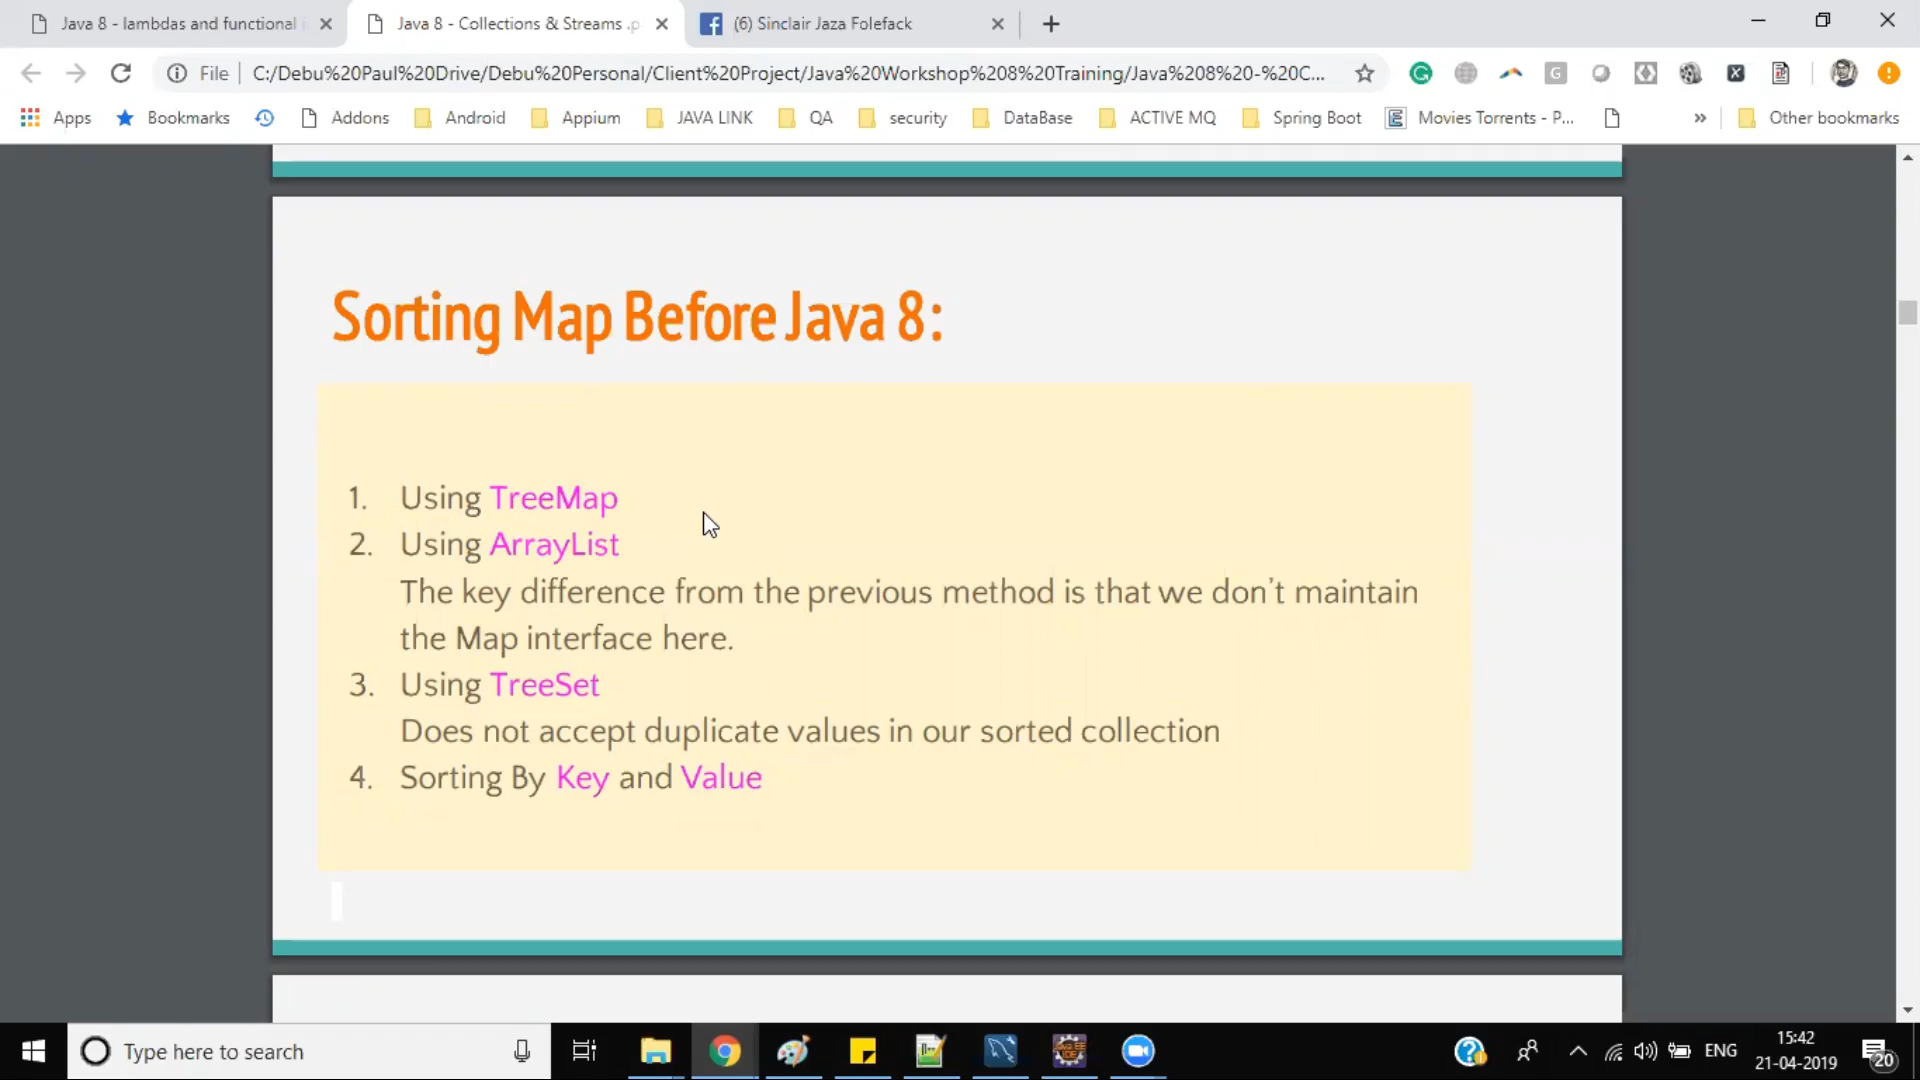 Java 8 - lambdas and functional i
Java 8 - Collections & Streams .p
(6) Sinclair Jaza Folefack
File
C:/Debu%20Paul%20Drive/Debu%20Personal/Client%20Project/Java%20Workshop%208%20Training/Java%208%20-%20C...
Apps
Bookmarks
Addons
Android
Appium
JAVA LINK
QA
security
DataBase
ACTIVE MQ
Spring Boot
Movies Torrents - P...
»
Other bookmarks
Sorting Map Before Java 8:
1. Using TreeMap
2. Using ArrayList
The key difference from the previous method is that we don't maintain
the Map interface here.
3. Using TreeSet
Does not accept duplicate values in our sorted collection
4. Sorting By Key and Value
Type here to search
ENG
15:42
21-04-2019
20